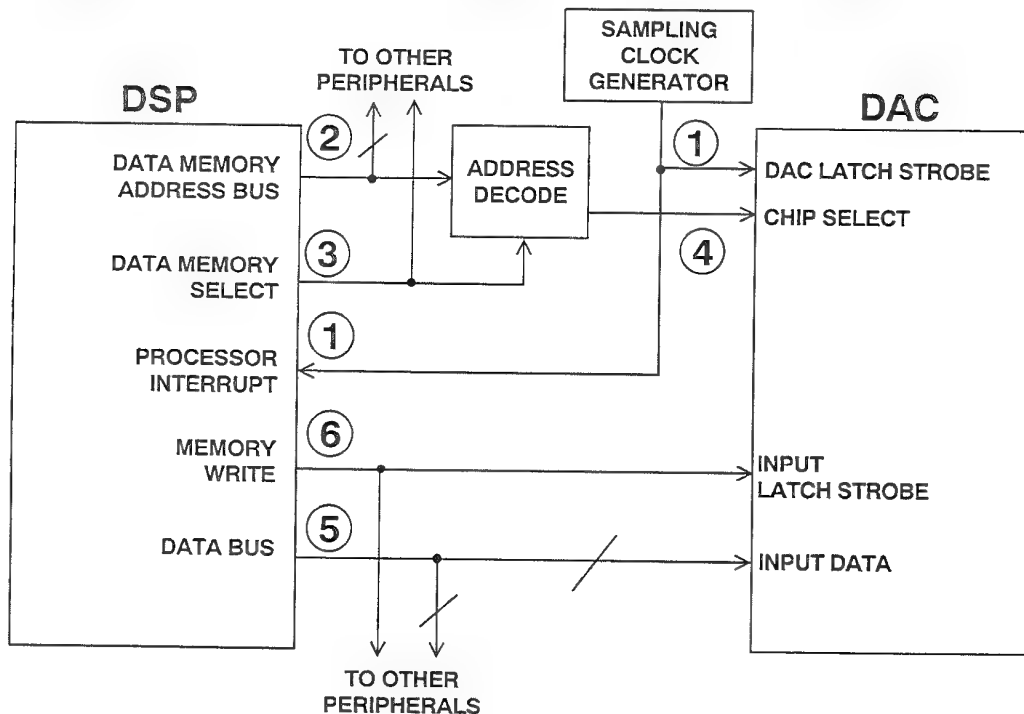 SAMPLING
CLOCK
GENERATOR
TO OTHER
PERIPHERALS
DSP
DAC
2
1
DATA MEMORY
ADDRESS BUS
ADDRESS
DECODE
DAC LATCH STROBE
CHIP SELECT
3
4
DATA MEMORY
SELECT
1
PROCESSOR
INTERRUPT
6
MEMORY
WRITE
INPUT
LATCH STROBE
5
DATA BUS
INPUT DATA
TO OTHER
PERIPHERALS